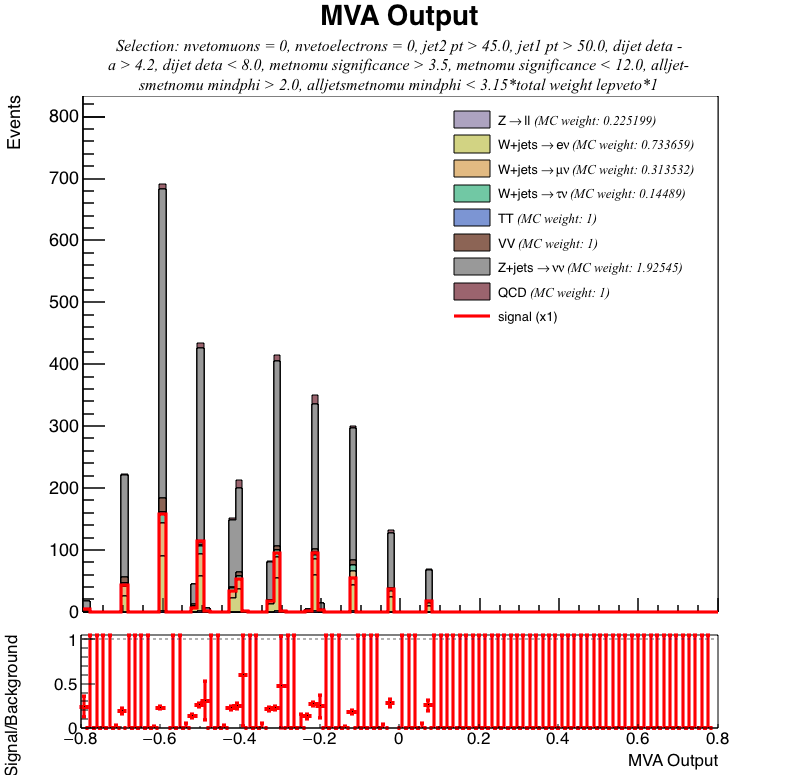 MVA Output
Selection: nvetomuons = 0, nvetoelectrons = 0, jet2 pt > 45.0, jet1 pt > 50.0, dijet deta -
a > 4.2, dijet deta < 8.0, metnomu significance > 3.5, metnomu significance < 12.0, alljet-
smetnomu mindphi > 2.0, alljetsmetnomu mindphi < 3.15*total weight lepveto*1
Events
800
700
600
500
400
300
200
100
0
Z→ll (MC weight: 0.225199)
W+jets→eν (MC weight: 0.733659)
W+jets→μν (MC weight: 0.313532)
W+jets→τν (MC weight: 0.14489)
TT (MC weight: 1)
VV (MC weight: 1)
Z+jets→νν (MC weight: 1.92545)
QCD (MC weight: 1)
signal (x1)
Signal/Background
1
0.5
0
−0.8 −0.6 −0.4 −0.2 0 0.2 0.4 0.6 0.8
MVA Output